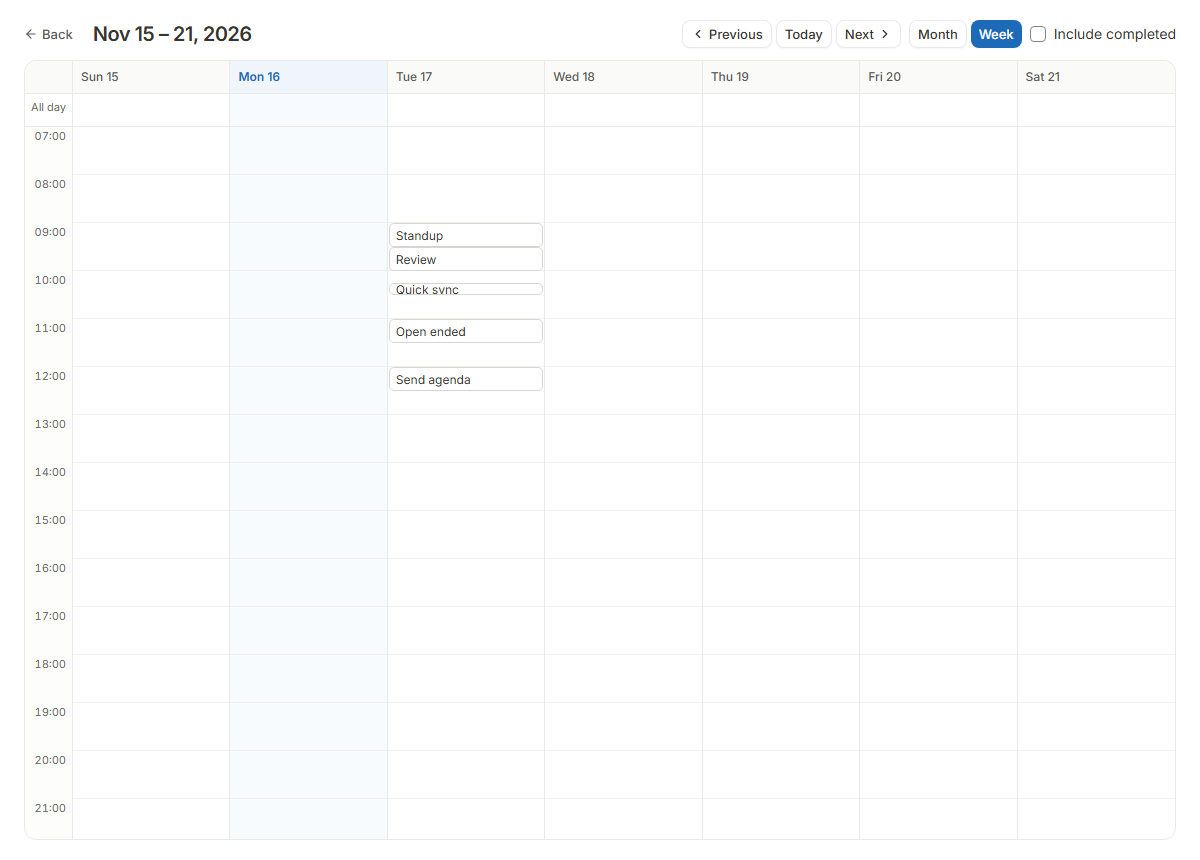 Back
Nov 15 – 21, 2026
Previous
Today
Next
Month
Week
Include completed
Sun 15
Mon 16
Tue 17
Wed 18
Thu 19
Fri 20
Sat 21
All day
07:00
08:00
09:00
Standup
Review
10:00
Quick sync
11:00
Open ended
12:00
Send agenda
13:00
14:00
15:00
16:00
17:00
18:00
19:00
20:00
21:00